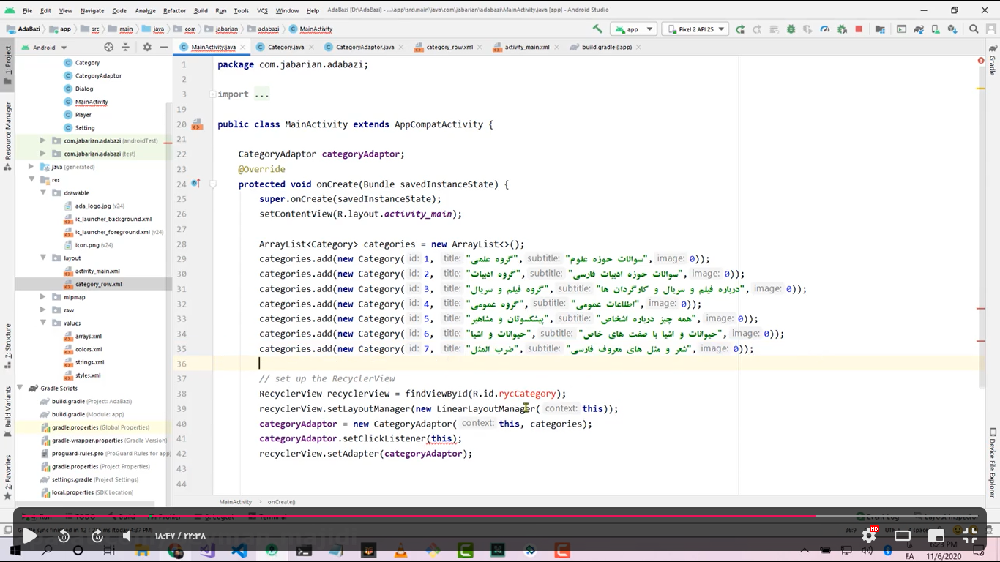 File Edit View Navigate Code Analyze Refactor Build Run Tools VCS Window Help AdaBazi [D:\AdaBazi] - ...\app\src\main\java\com\jabarian\adabazi\MainActivity.java [app] - Android Studio
AdaBazi app src main java com jabarian adabazi MainActivity app Pixel 2 API 25
Android MainActivity.java Category.java CategoryAdaptor.java category_row.xml activity_main.xml build.gradle (:app)
1: Project
Resource Manager
Z: Structure
Build Variants
2: Favorites
Category
CategoryAdaptor
Dialog
MainActivity
Player
Setting
com.jabarian.adabazi (androidTest)
com.jabarian.adabazi (test)
java (generated)
res
drawable
ada_logo.jpg (v24)
ic_launcher_background.xml
ic_launcher_foreground.xml (v24)
icon.png (v24)
layout
activity_main.xml
category_row.xml
mipmap
raw
values
arrays.xml
colors.xml
strings.xml
styles.xml
Gradle Scripts
build.gradle (Project: AdaBazi)
build.gradle (Module: app)
gradle.properties (Global Properties)
gradle-wrapper.properties (Gradle Version)
proguard-rules.pro (ProGuard Rules for app)
gradle.properties (Project Properties)
settings.gradle (Project Settings)
local.properties (SDK Location)
1 package com.jabarian.adabazi;
2
3 import ...
19
20 public class MainActivity extends AppCompatActivity {
21
22 CategoryAdaptor categoryAdaptor;
23 @Override
24 protected void onCreate(Bundle savedInstanceState) {
25 super.onCreate(savedInstanceState);
26 setContentView(R.layout.activity_main);
27
28 ArrayList<Category> categories = new ArrayList<>();
29 categories.add(new Category( id: 1, title: "گروه علمی", subtitle: "سوالات حوزه علوم", image: 0));
30 categories.add(new Category( id: 2, title: "گروه ادبیات", subtitle: "سوالات حوزه ادبیات فارسی", image: 0));
31 categories.add(new Category( id: 3, title: "گروه فیلم و سریال", subtitle: "درباره فیلم و سریال و کارگردان ها", image: 0));
32 categories.add(new Category( id: 4, title: "گروه عمومی", subtitle: "اطلاعات عمومی", image: 0));
33 categories.add(new Category( id: 5, title: "پیشکسوتان و مشاهیر", subtitle: "همه چیز درباره اشخاص", image: 0));
34 categories.add(new Category( id: 6, title: "حیوانات و اشیا", subtitle: "حیوانات و اشیا با صفت های خاص", image: 0));
35 categories.add(new Category( id: 7, title: "ضرب المثل", subtitle: "شعر و مثل های معروف فارسی", image: 0));
36
37 // set up the RecyclerView
38 RecyclerView recyclerView = findViewById(R.id.rycCategory);
39 recyclerView.setLayoutManager(new LinearLayoutManager( context: this));
40 categoryAdaptor = new CategoryAdaptor( context: this, categories);
41 categoryAdaptor.setClickListener(this);
42 recyclerView.setAdapter(categoryAdaptor);
43
44
Gradle
Device File Explorer
MainActivity onCreate()
4: Run TODO Build Profiler 6: Logcat Terminal Event Log Layout Inspector
36:9
۱۸:۴۷ / ۲۲:۳۸
HD
6:23 PM
FA 11/6/2020